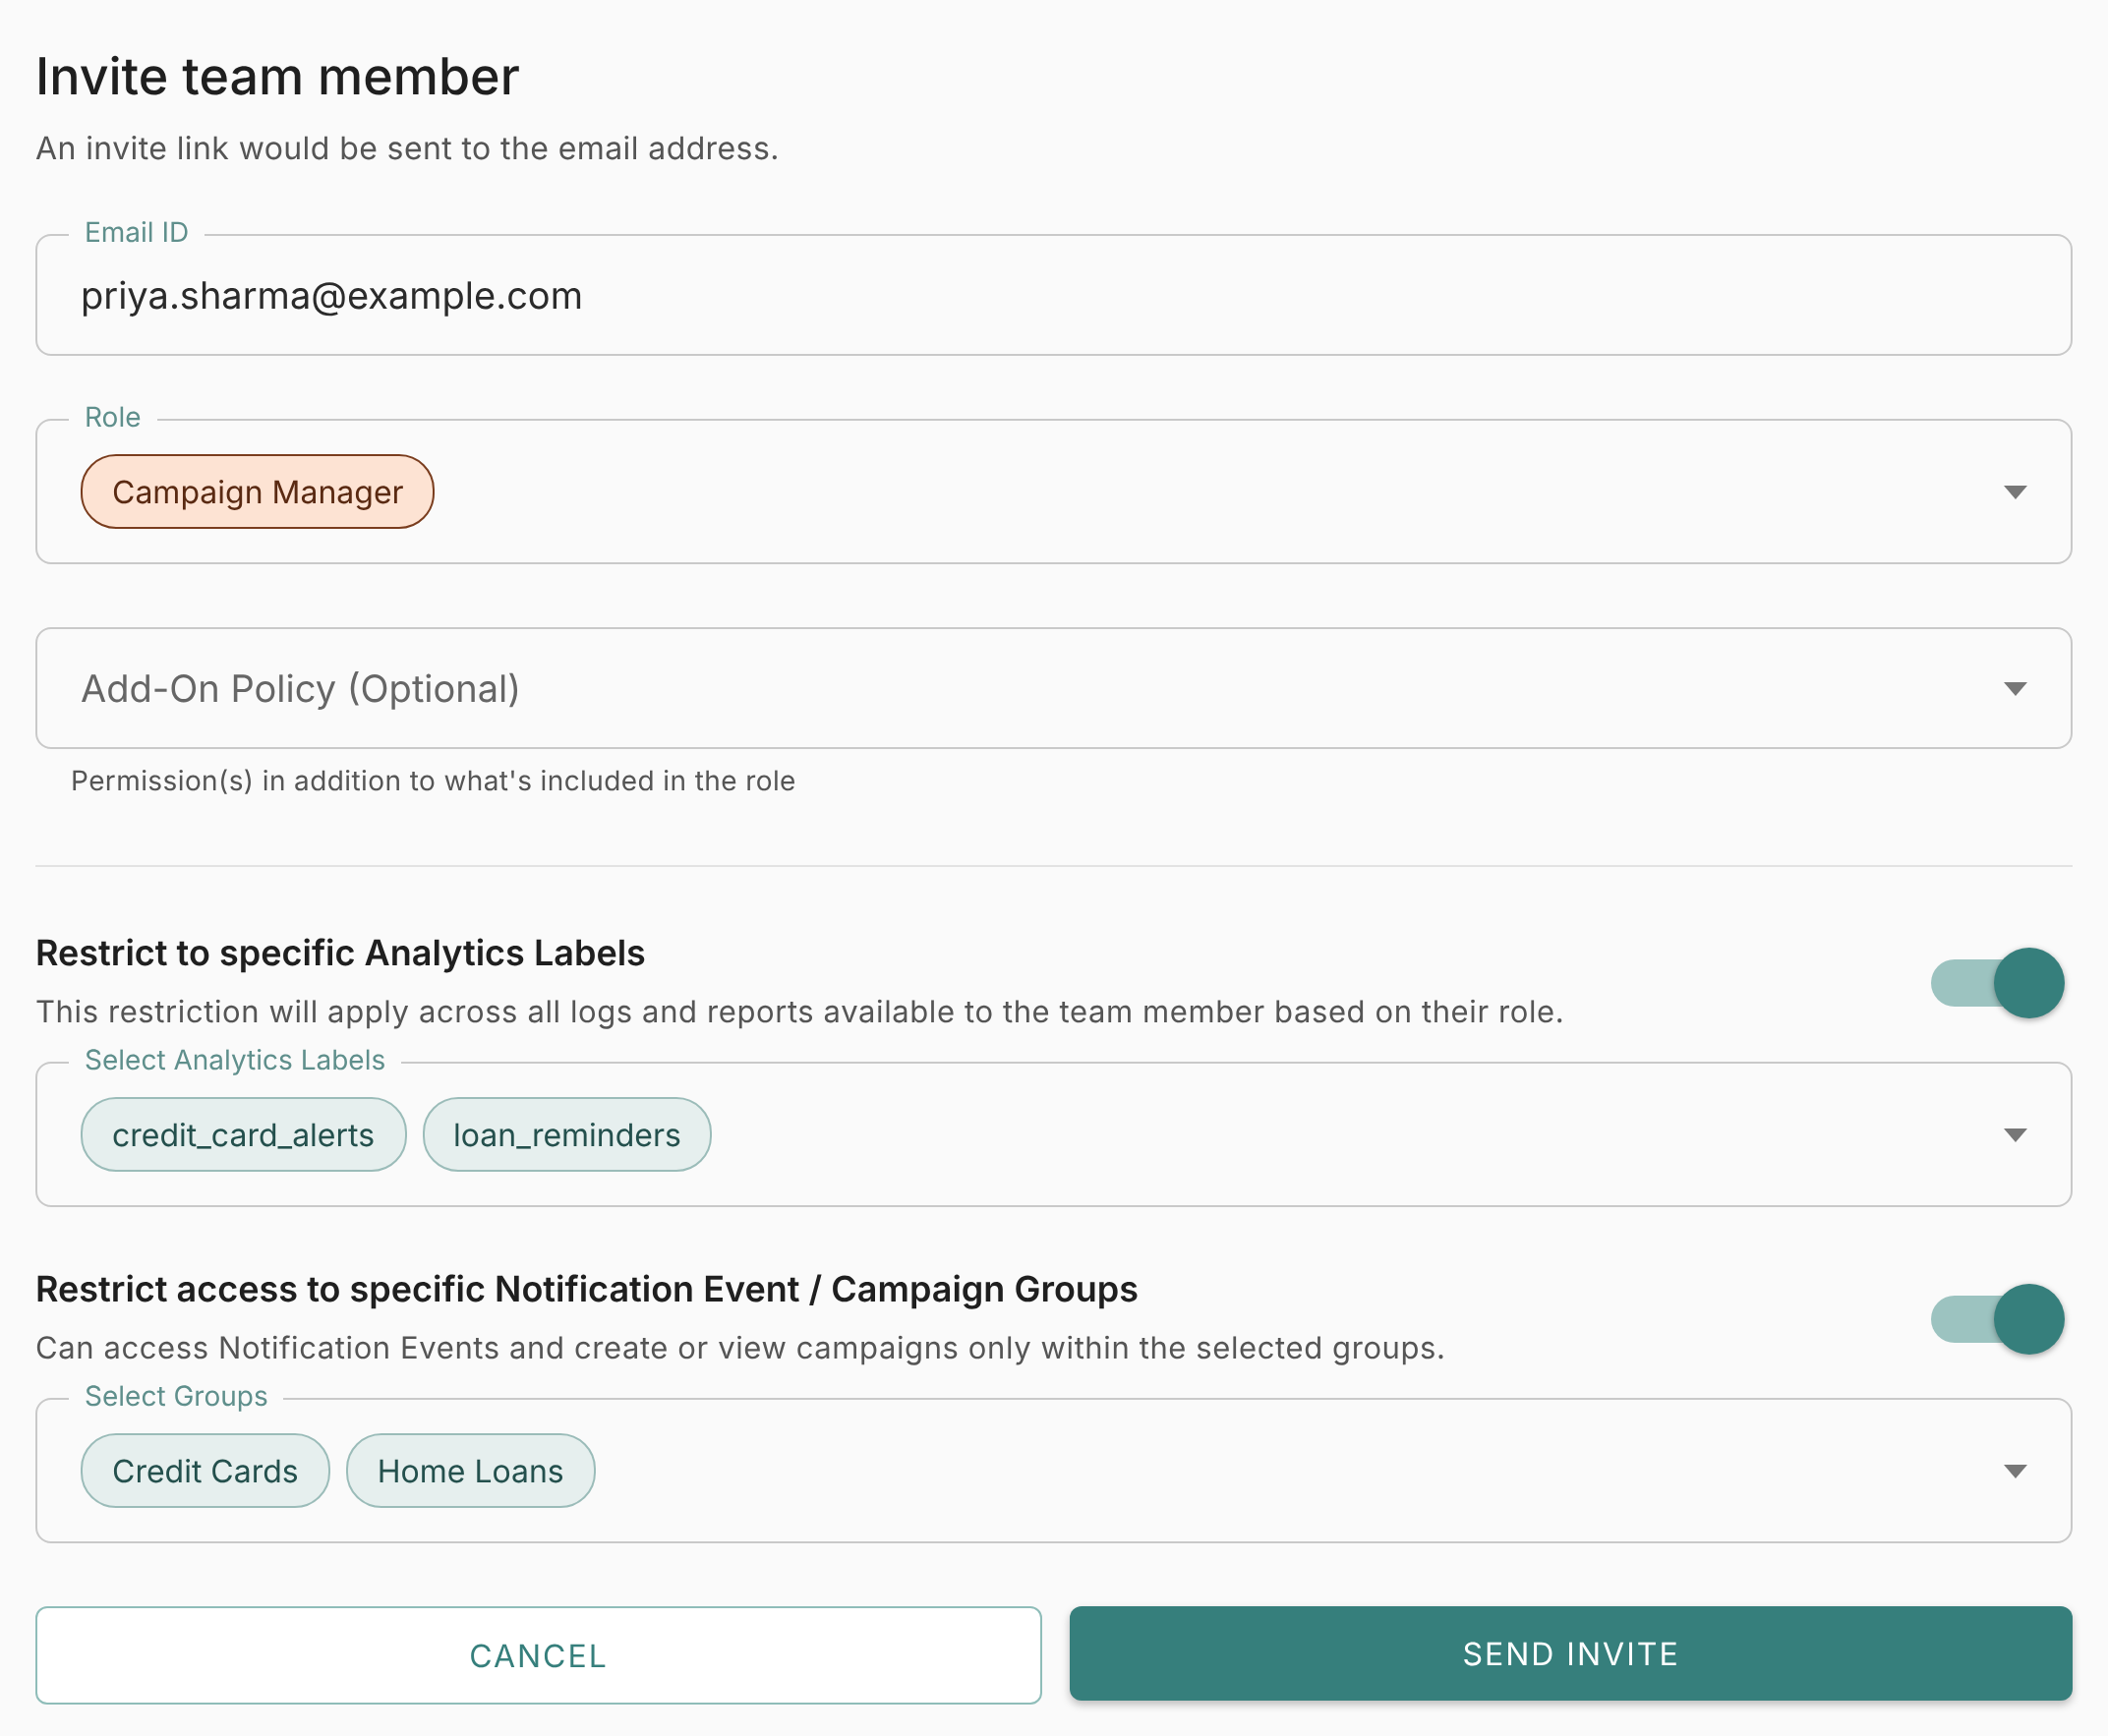 Invite team member
An invite link would be sent to the email address.
Email ID
priya.sharma@example.com
Role
Campaign Manager
Add-On Policy (Optional)
Permission(s) in addition to what's included in the role
Restrict to specific Analytics Labels
This restriction will apply across all logs and reports available to the team member based on their role.
Select Analytics Labels
credit_card_alerts loan_reminders
Restrict access to specific Notification Event / Campaign Groups
Can access Notification Events and create or view campaigns only within the selected groups.
Select Groups
Credit Cards Home Loans
CANCEL SEND INVITE